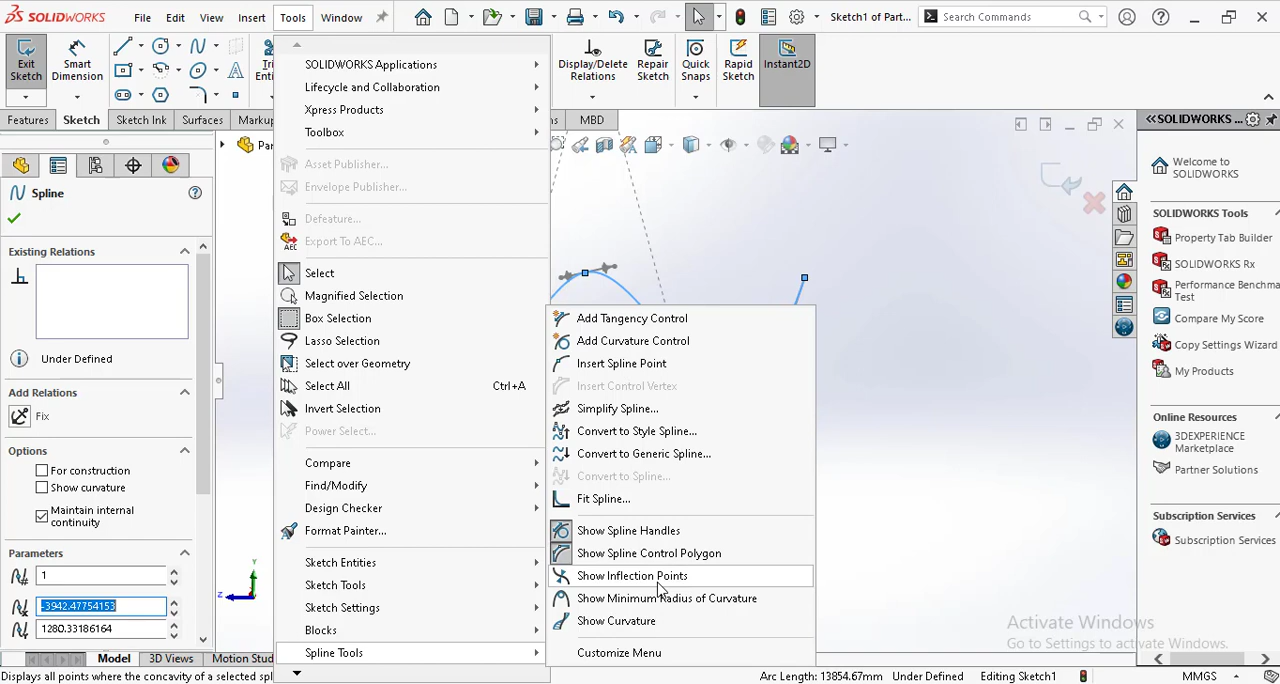 SOLIDWORKS File Edit View Insert Tools Window Sketch1 of Part... Search Commands
Exit Sketch
Smart Dimension
Display/Delete Relations
Repair Sketch
Quick Snaps
Rapid Sketch
Instant2D
Features Sketch Sketch Ink Surfaces Markup MBD
Spline
Existing Relations
Under Defined
Add Relations
Fix
Options
For construction
Show curvature
Maintain internal continuity
Parameters
1
-3942.47754153
1280.33186164
SOLIDWORKS Applications
Lifecycle and Collaboration
Xpress Products
Toolbox
Asset Publisher...
Envelope Publisher...
Defeature...
Export To AEC...
Select
Magnified Selection
Box Selection
Lasso Selection
Select over Geometry
Select All Ctrl+A
Invert Selection
Power Select...
Compare
Find/Modify
Design Checker
Format Painter...
Sketch Entities
Sketch Tools
Sketch Settings
Blocks
Spline Tools
Add Tangency Control
Add Curvature Control
Insert Spline Point
Insert Control Vertex
Simplify Spline...
Convert to Style Spline...
Convert to Generic Spline...
Convert to Spline...
Fit Spline...
Show Spline Handles
Show Spline Control Polygon
Show Inflection Points
Show Minimum Radius of Curvature
Show Curvature
Customize Menu
SOLIDWORKS ...
Welcome to SOLIDWORKS
SOLIDWORKS Tools
Property Tab Builder
SOLIDWORKS Rx
Performance Benchma
Test
Compare My Score
Copy Settings Wizard
My Products
Online Resources
3DEXPERIENCE Marketplace
Partner Solutions
Subscription Services
Subscription Services
Activate Windows
Go to Settings to activate Windows.
Y
Z
Model 3D Views Motion Stud
Displays all points where the concavity of a selected spl Arc Length: 13854.67mm Under Defined Editing Sketch1 MMGS